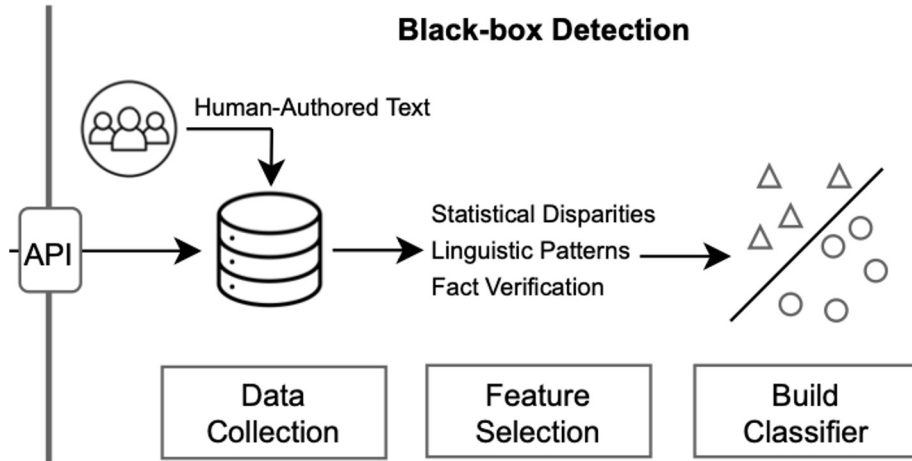 Black-box Detection
Human-Authored Text
API
Statistical Disparities
Linguistic Patterns
Fact Verification
Data
Collection
Feature
Selection
Build
Classifier